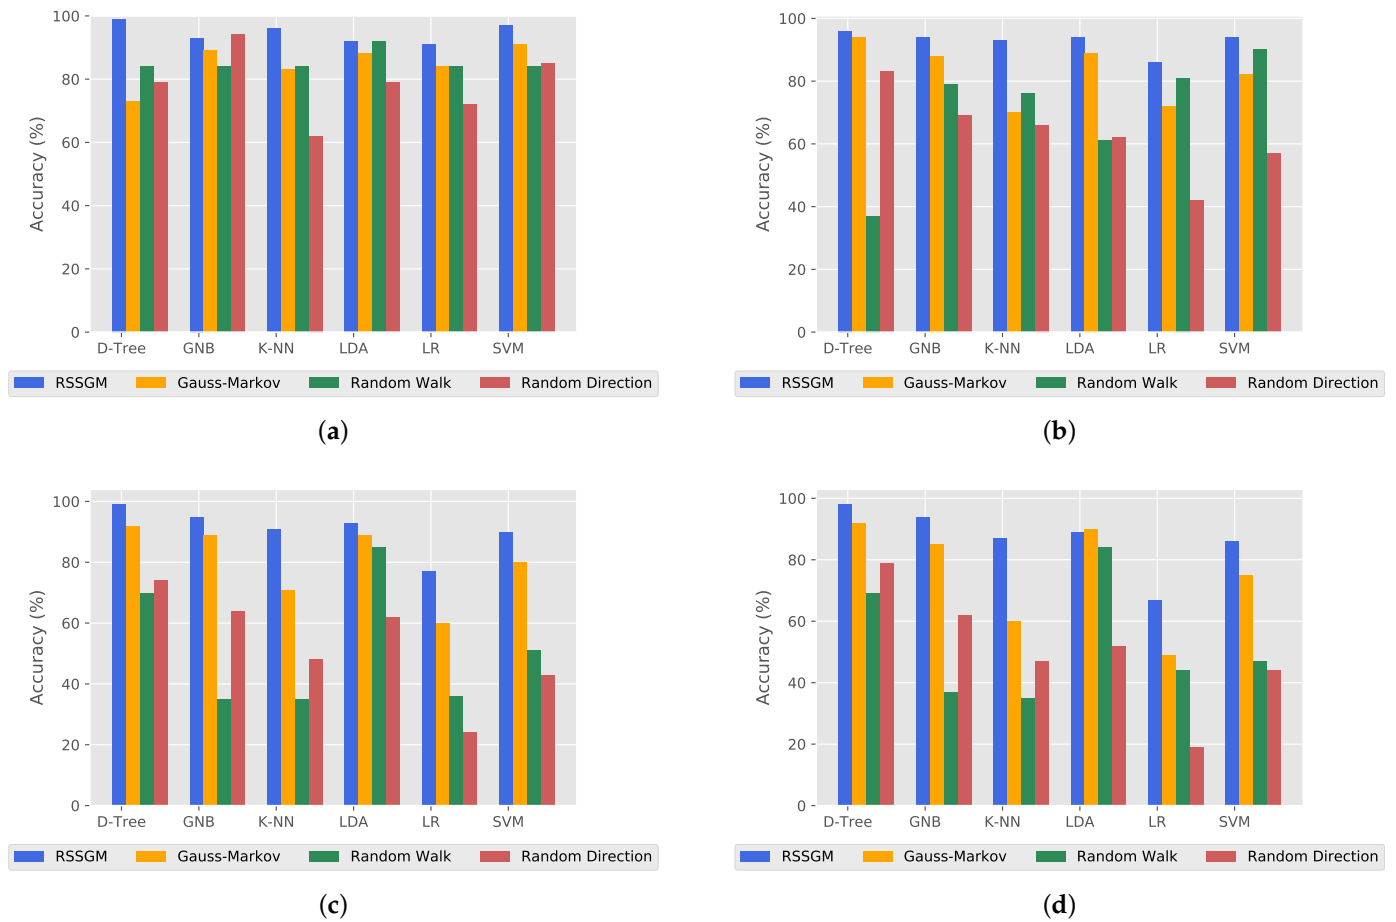 100
80
60
40
20
0
Accuracy (%)
D-Tree GNB K-NN LDA LR SVM
RSSGM Gauss-Markov Random Walk Random Direction
(a)
100
80
60
40
20
0
Accuracy (%)
D-Tree GNB K-NN LDA LR SVM
RSSGM Gauss-Markov Random Walk Random Direction
(b)
100
80
60
40
20
0
Accuracy (%)
D-Tree GNB K-NN LDA LR SVM
RSSGM Gauss-Markov Random Walk Random Direction
(c)
100
80
60
40
20
0
Accuracy (%)
D-Tree GNB K-NN LDA LR SVM
RSSGM Gauss-Markov Random Walk Random Direction
(d)